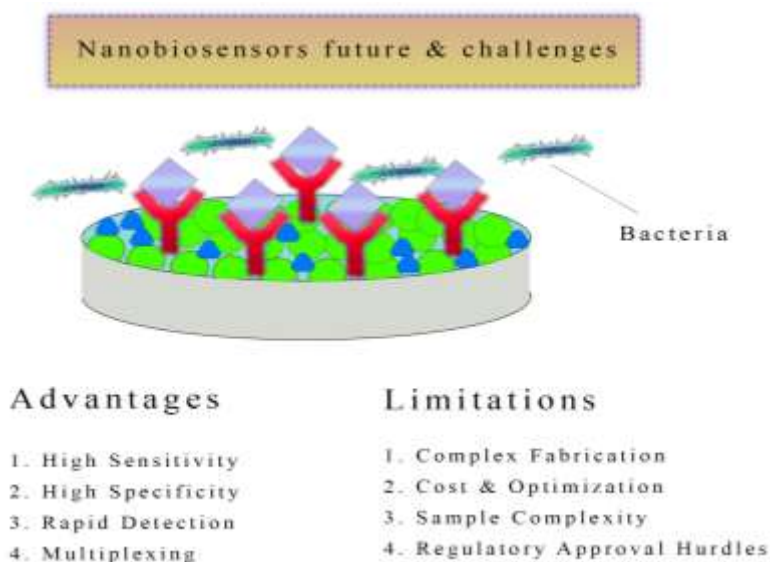 Nanobiosensors future & challenges
Bacteria
Advantages
1. High Sensitivity
2. High Specificity
3. Rapid Detection
4. Multiplexing
Limitations
1. Complex Fabrication
2. Cost & Optimization
3. Sample Complexity
4. Regulatory Approval Hurdles